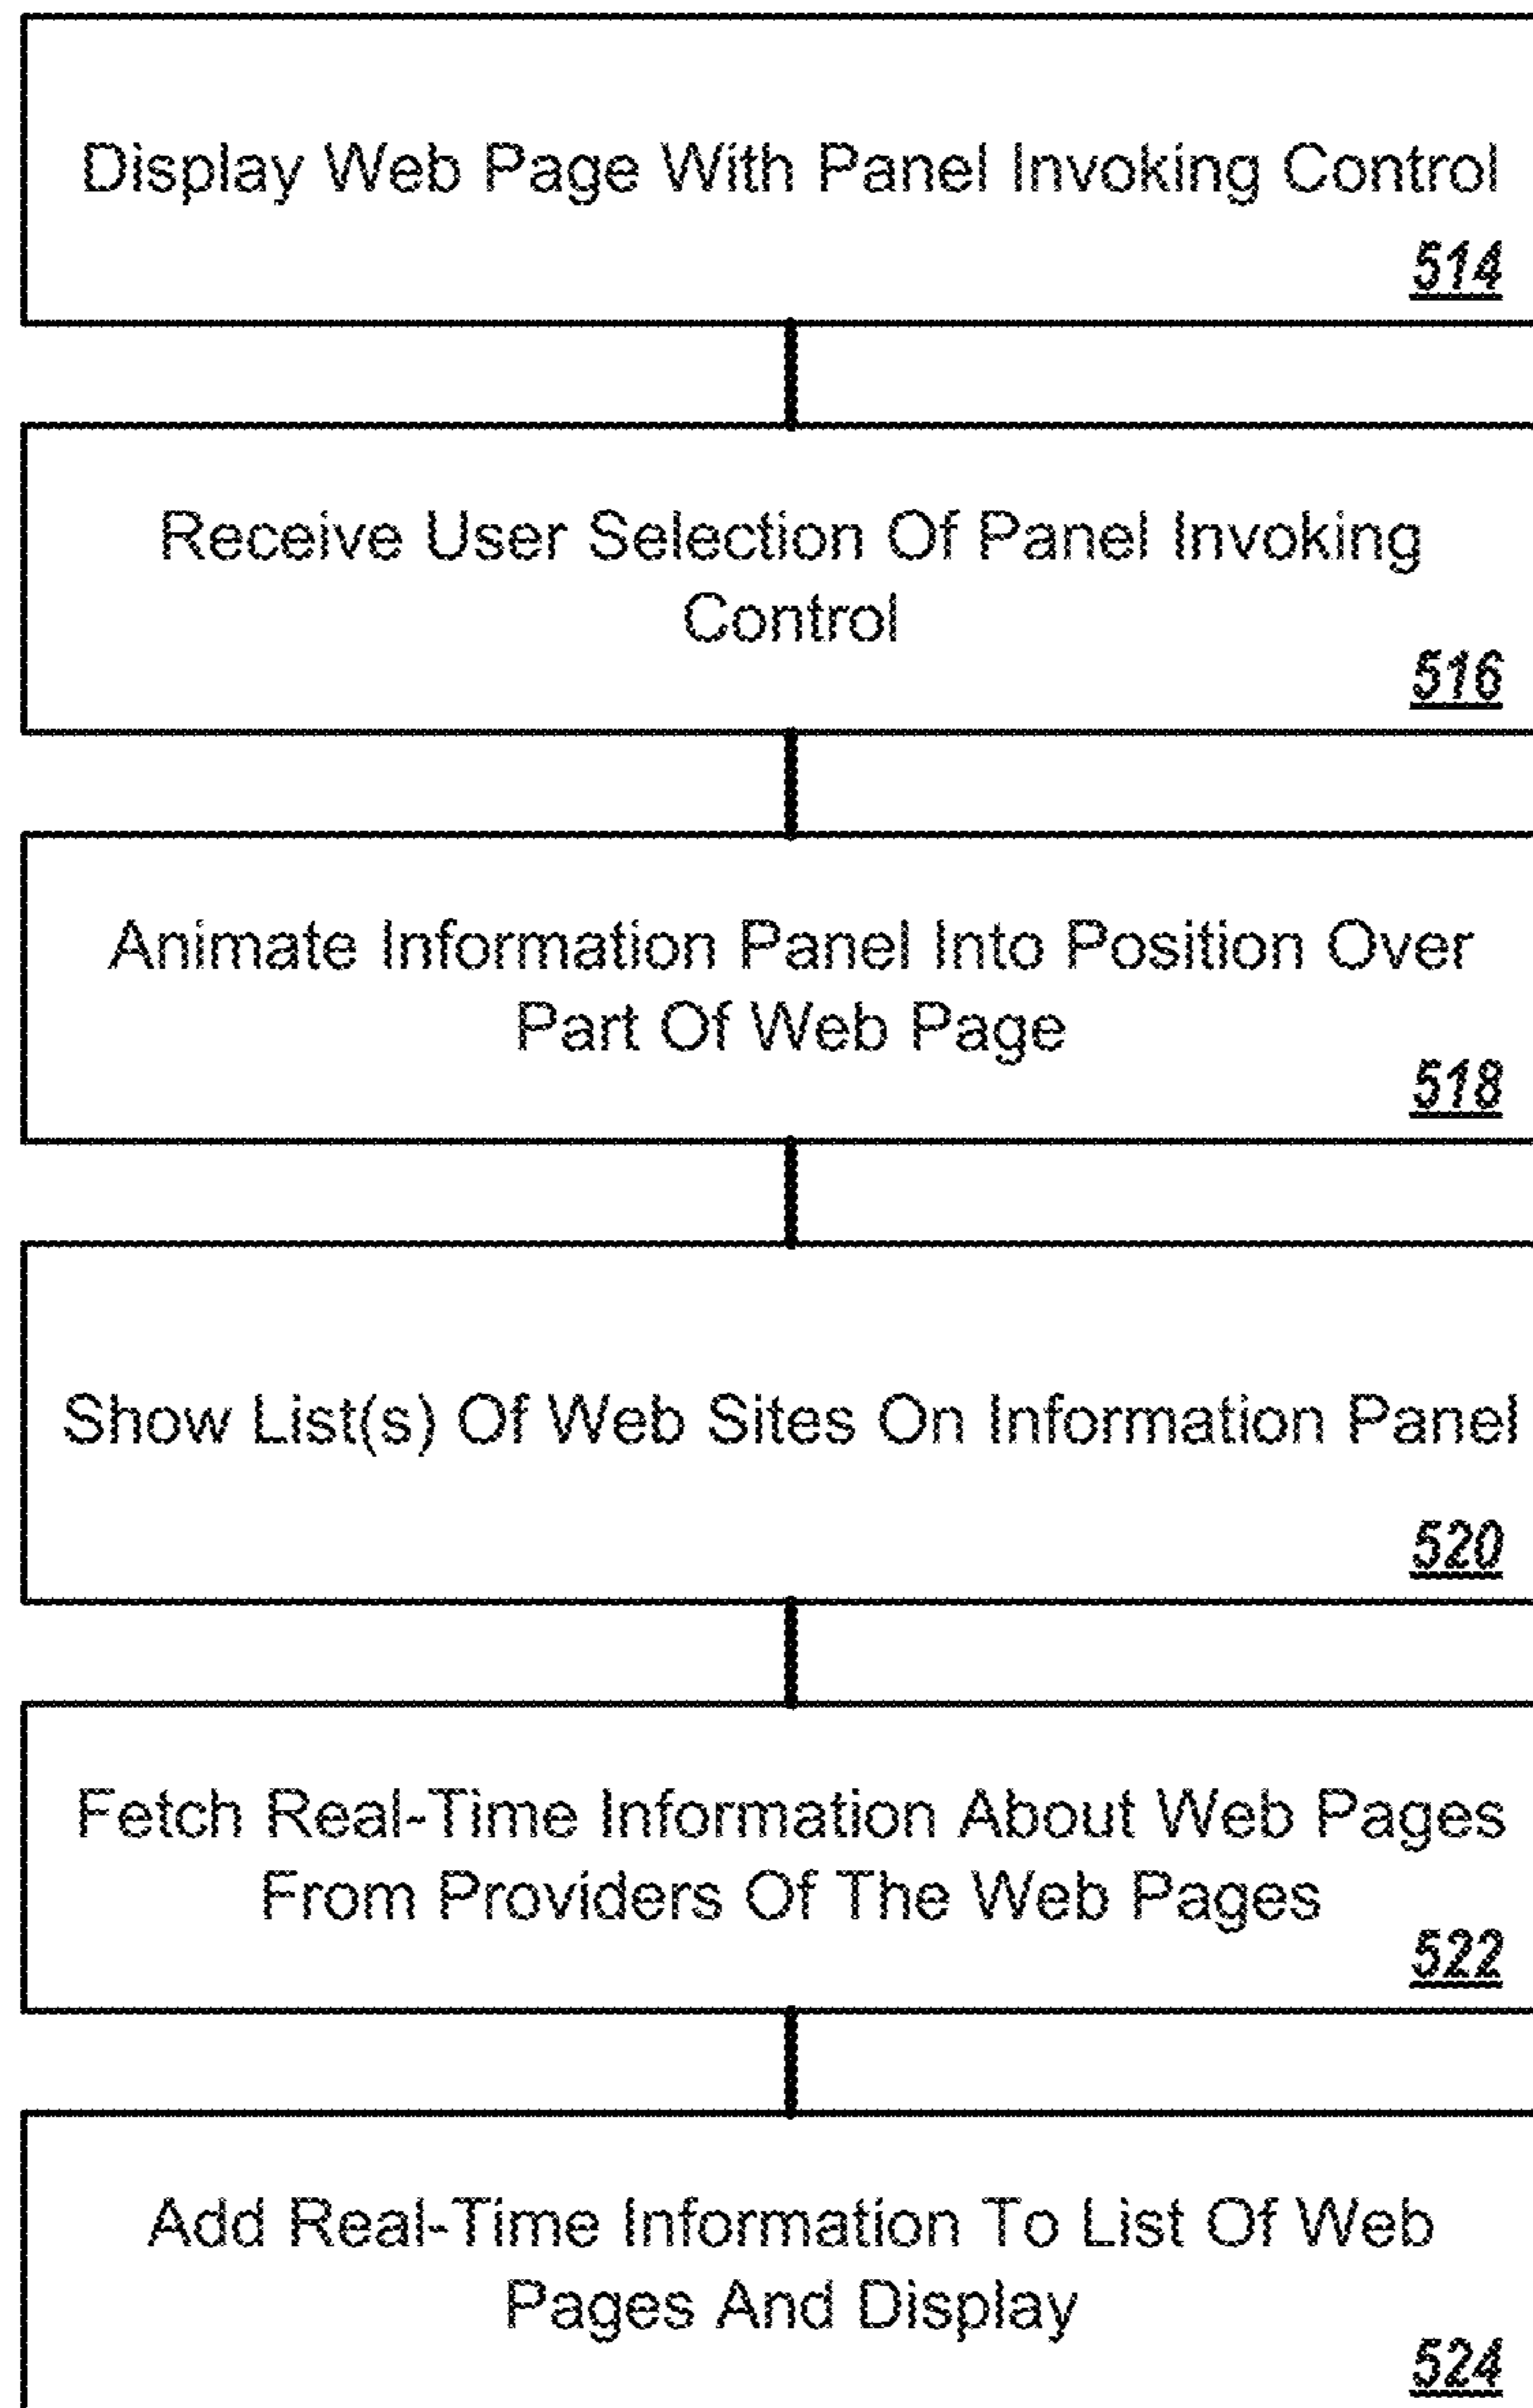 Display Web Page With Panel Invoking Control
514
Receive User Selection Of Panel Invoking
Control
516
Animate Information Panel Into Position Over
Part Of Web Page
518
Show List(s) Of Web Sites On Information Panel
520
Fetch Real-Time Information About Web Pages
From Providers Of The Web Pages
522
Add Real-Time Information To List Of Web
Pages And Display
524